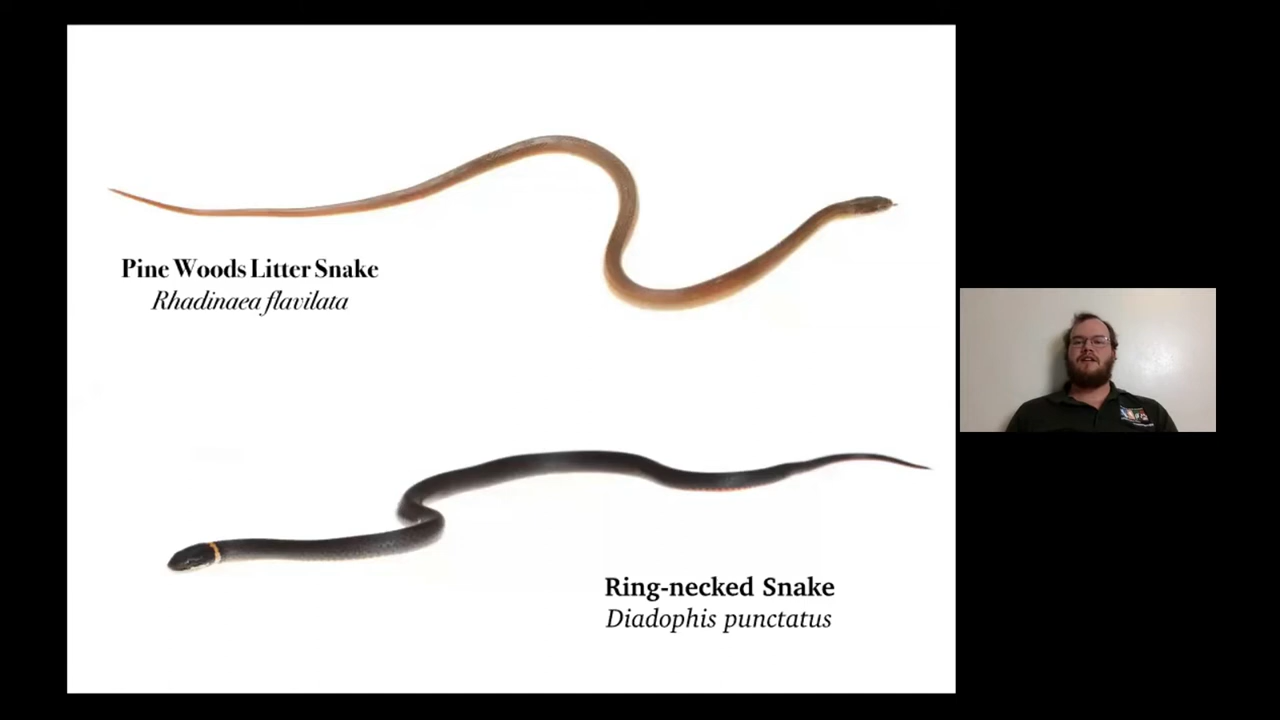 Pine Woods Litter Snake
Rhadinaea flavilata
Ring-necked Snake
Diadophis punctatus